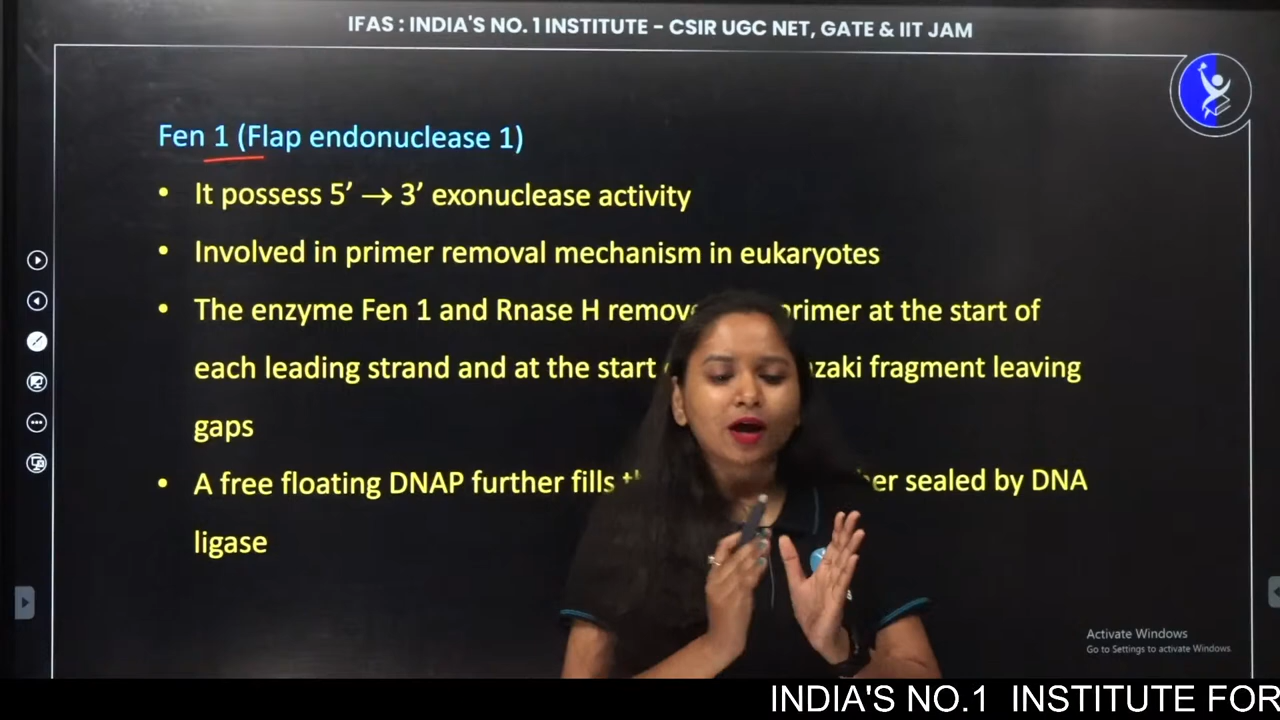 IFAS : INDIA'S NO. 1 INSTITUTE – CSIR UGC NET, GATE & IIT JAM
Fen 1 (Flap endonuclease 1)
• It possess 5’ → 3’ exonuclease activity
• Involved in primer removal mechanism in eukaryotes
• The enzyme Fen 1 and Rnase H remove primer at the start of
each leading strand and at the start fragment leaving
gaps
• A free floating DNAP further fills sealed by DNA
ligase
Activate Windows
Go to Settings to activate Windows.
INDIA'S NO.1 INSTITUTE FOR